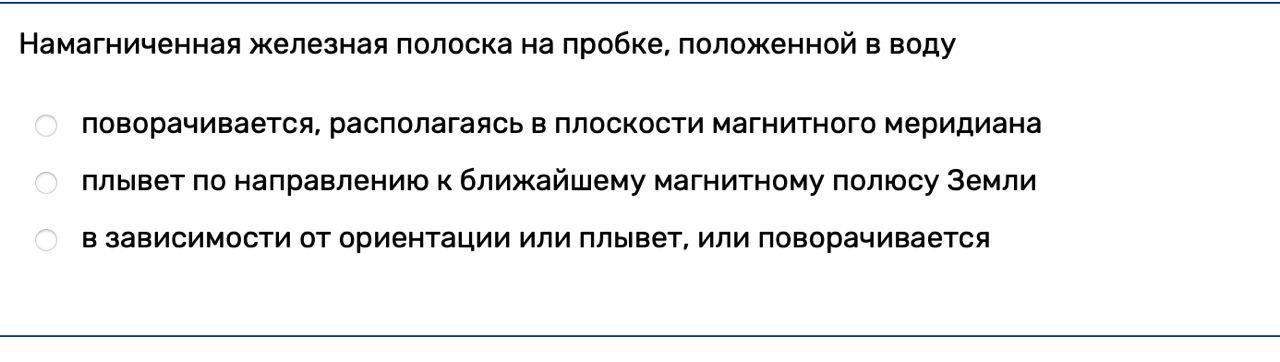 Намагниченная железная полоска на пробке, положенной в воду
поворачивается, располагаясь в плоскости магнитного меридиана
плывет по направлению к ближайшему магнитному полюсу Земли
в зависимости от ориентации или плывет, или поворачивается